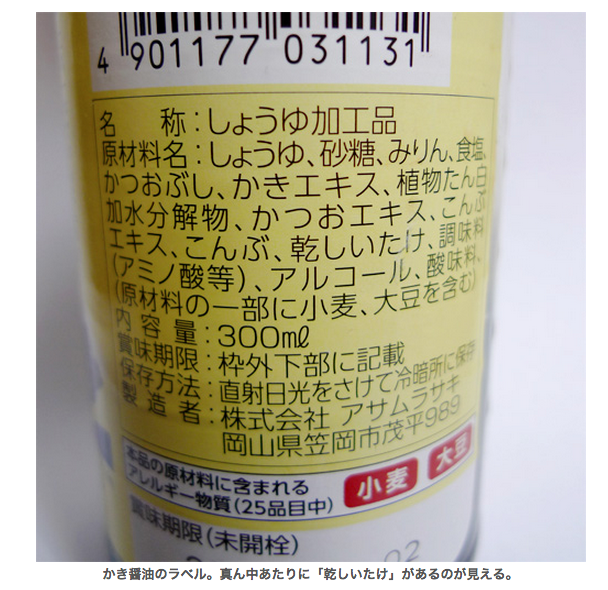 4 901177 031131
名　　称：しょうゆ加工品
原材料名：しょうゆ、砂糖、みりん、食塩、
かつおぶし、かきエキス、植物たん白
加水分解物、かつおエキス、こんぶ
エキス、こんぶ、乾しいたけ、調味料
(アミノ酸等)、アルコール、酸味料、
(原材料の一部に小麦、大豆を含む)
内 容 量：300㎖
賞味期限：枠外下部に記載
保存方法：直射日光をさけて冷暗所に保存
製 造 者：株式会社 アサムラサキ
岡山県笠岡市茂平989
本品の原材料に含まれる
アレルギー物質(25品目中)
小麦 大豆
賞味期限(未開栓)
かき醤油のラベル。真ん中あたりに「乾しいたけ」があるのが見える。